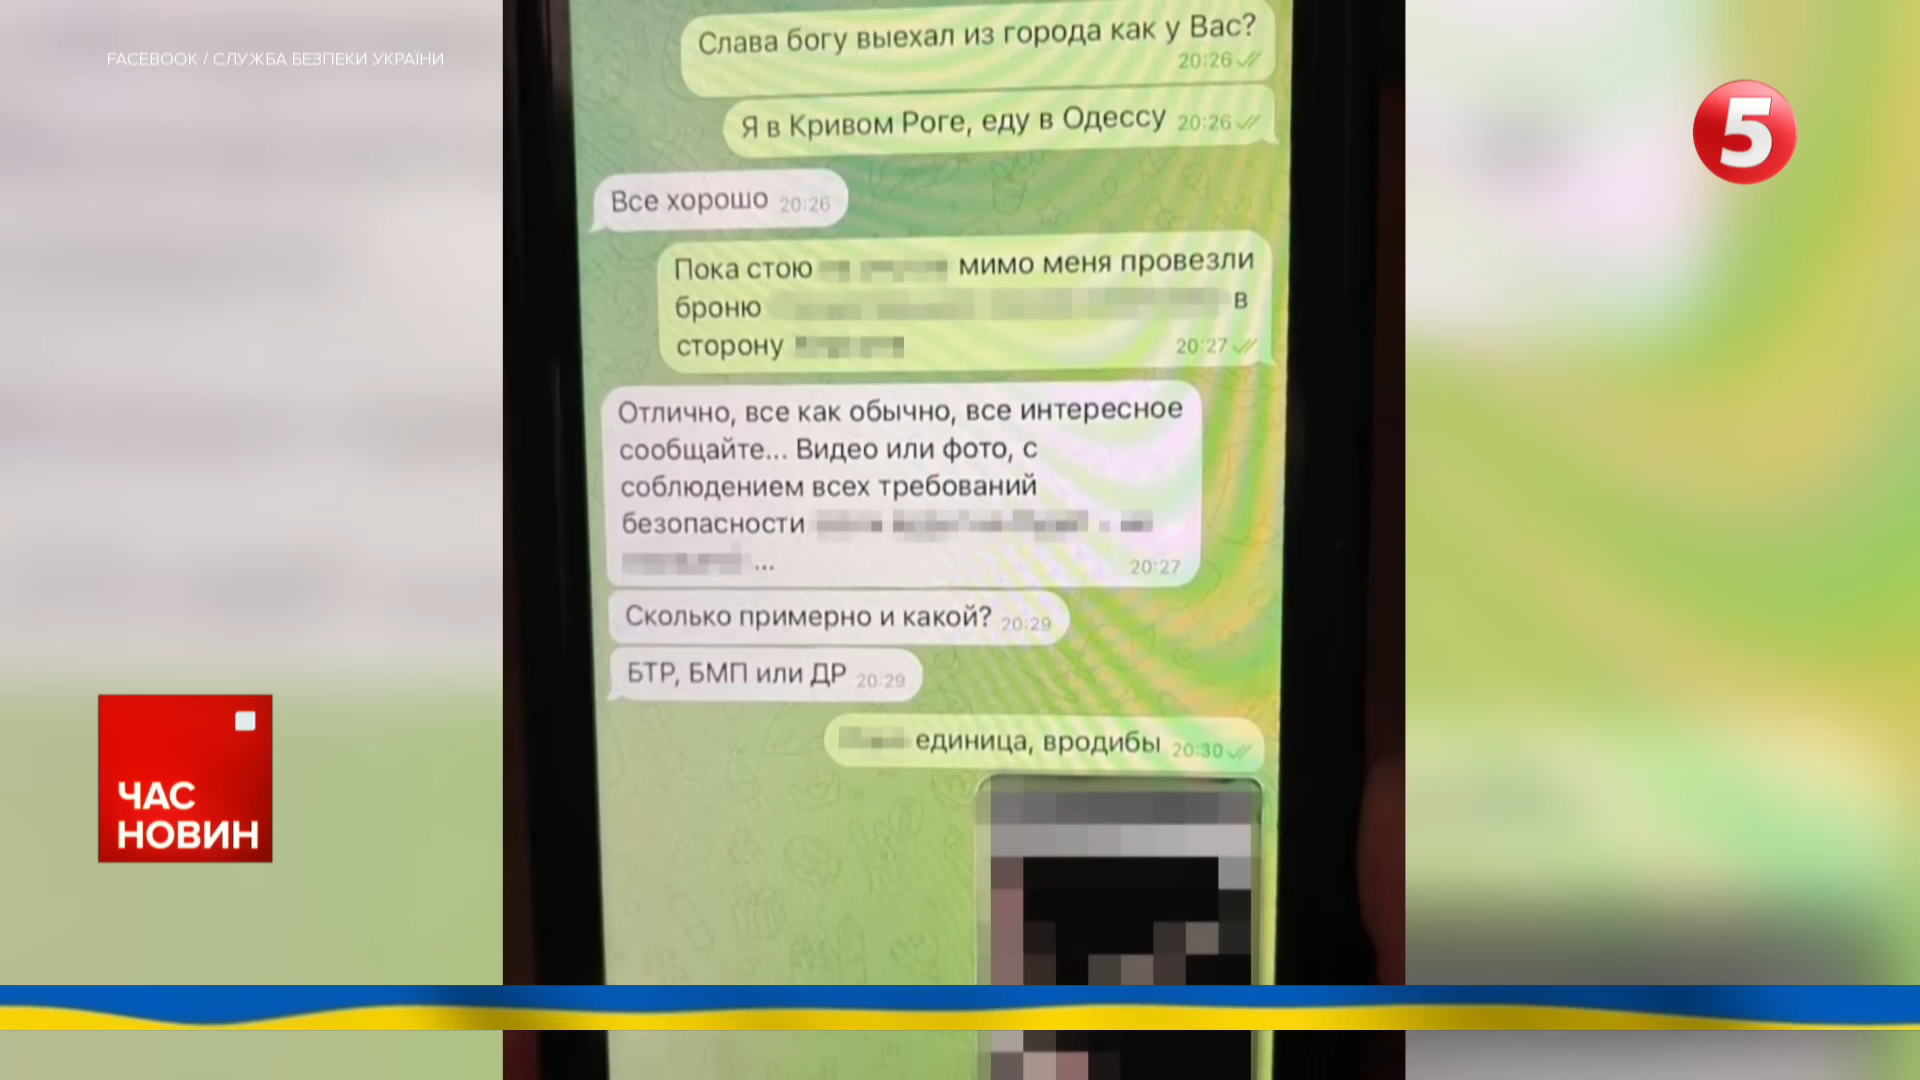 FACEBOOK / СЛУЖБА БЕЗПЕКИ УКРАЇНИ
5
Слава богу выехал из города как у Вас?
20:26
Я в Кривом Роге, еду в Одессу 20:26
Все хорошо 20:26
Пока стою мимо меня провезли
броню в
сторону 20:27
Отлично, все как обычно, все интересное
сообщайте... Видео или фото, с
соблюдением всех требований
безопасности
... 20:27
Сколько примерно и какой? 20:29
БТР, БМП или ДР 20:29
единица, вродибы 20:30
ЧАС
НОВИН